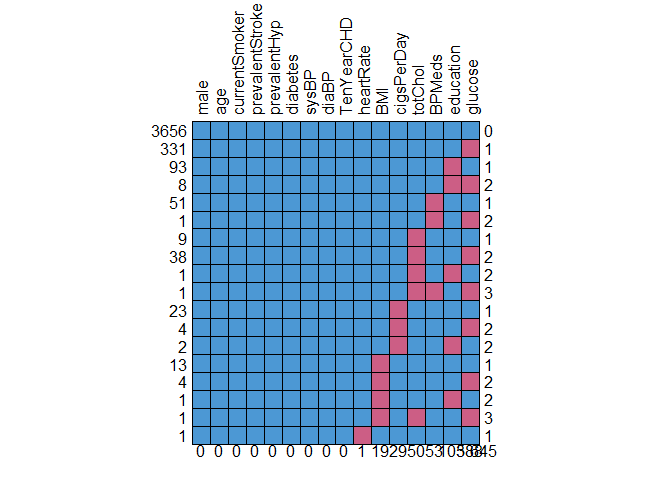 male
age
currentSmoker
prevalentStroke
prevalentHyp
diabetes
sysBP
diaBP
TenYearCHD
heartRate
BMI
cigsPerDay
totChol
BPMeds
education
glucose
3656 0
331 1
93 1
8 2
51 1
1 2
9 1
38 2
1 2
1 3
23 1
4 2
2 2
13 1
4 2
1 2
1 3
1 1
0 0 0 0 0 0 0 0 0 1 19 29 50 53 105 388 645